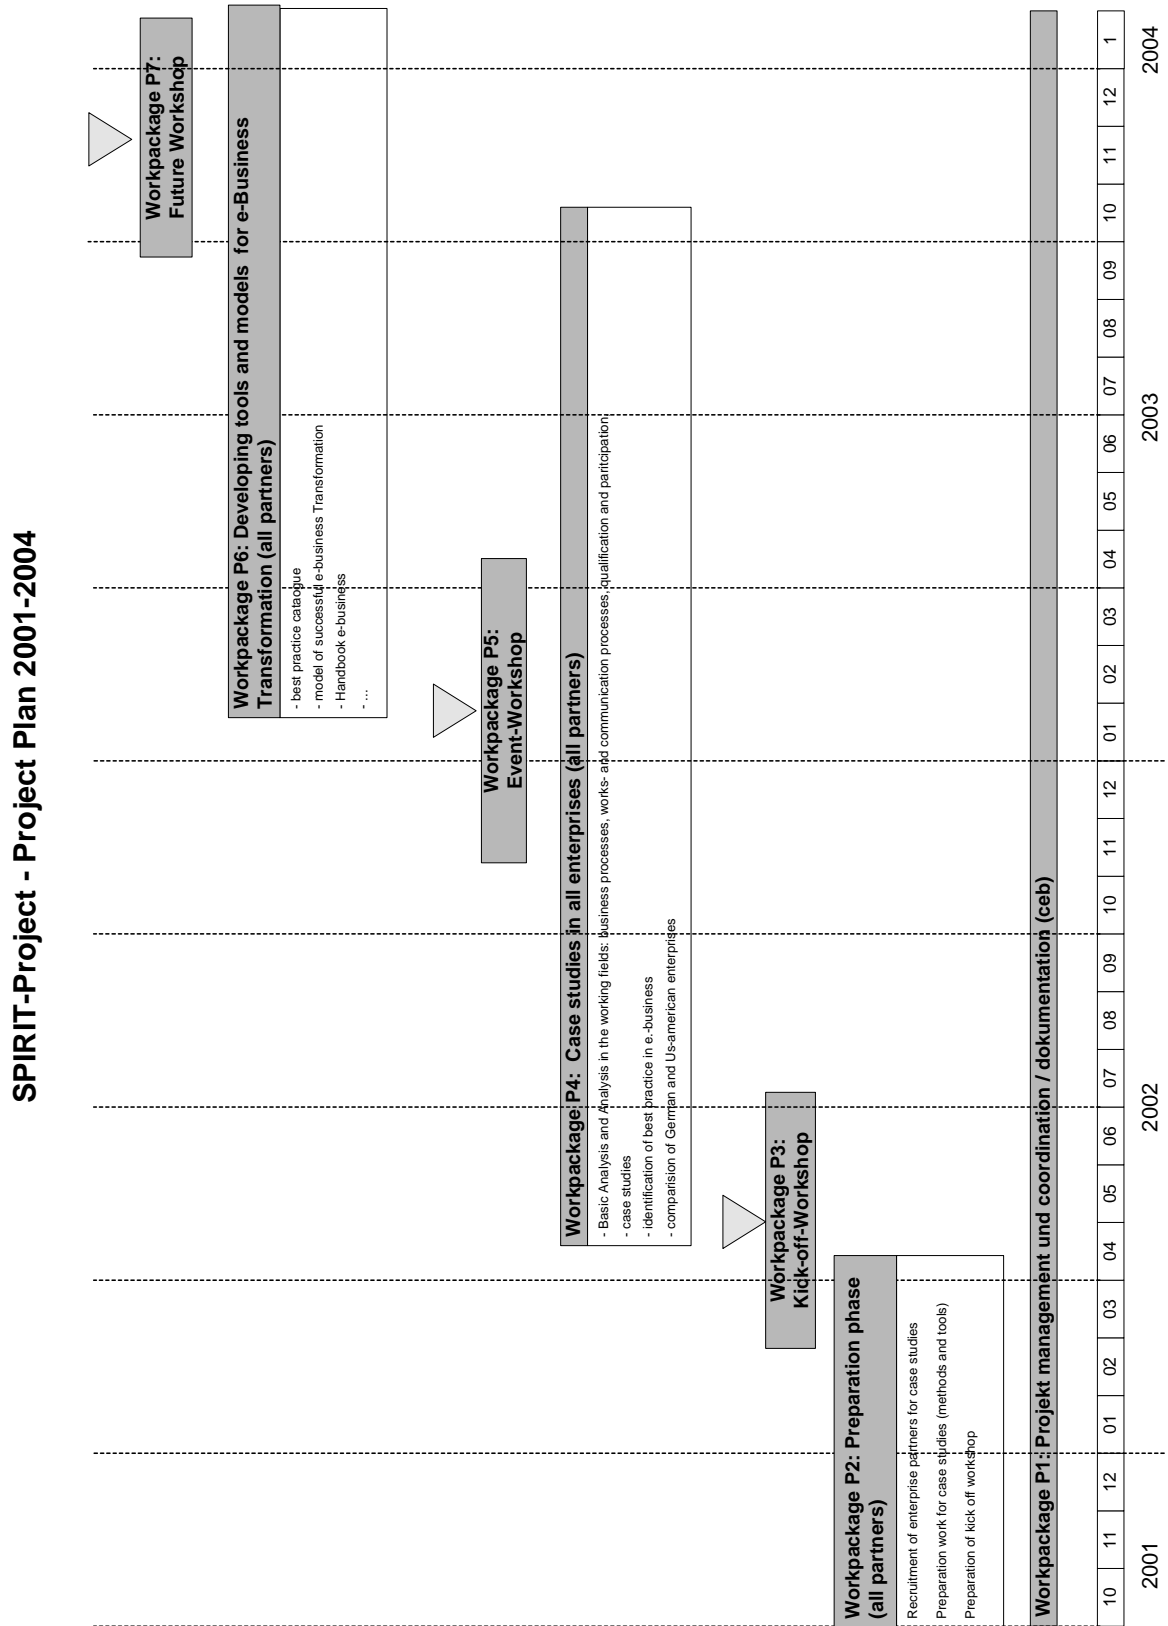 SPIRIT-Project - Project Plan 2001-2004
Workpackage P7:
Future Workshop
Workpackage P6: Developing tools and models  for e-Business
Transformation (all partners)
- best practice cataogue
- model of successful e-business Transformation
- Handbook e-business
- ...
Workpackage P5:
Event-Workshop
Workpackage P4:  Case studies in all enterprises (all partners)
- Basic Analysis and Analysis in the working fields: business processes, works- and communication processes, qualification and paritcipation
- case studies
- identification of best practice in e.-business
- comparision of German and Us-american enterprises
Workpackage P3:
Kick-off-Workshop
Workpackage P2: Preparation phase
(all partners)
Recruitment of enterprise partners for case studies
Preparation work for case studies (methods and tools)
Preparation of kick off workshop
Workpackage P1: Projekt management und coordination / dokumentation (ceb)
10 11 12 01 02 03 04 05 06 07 08 09 10 11 12 01 02 03 04 05 06 07 08 09 10 11 12 1
2001 2002 2003 2004